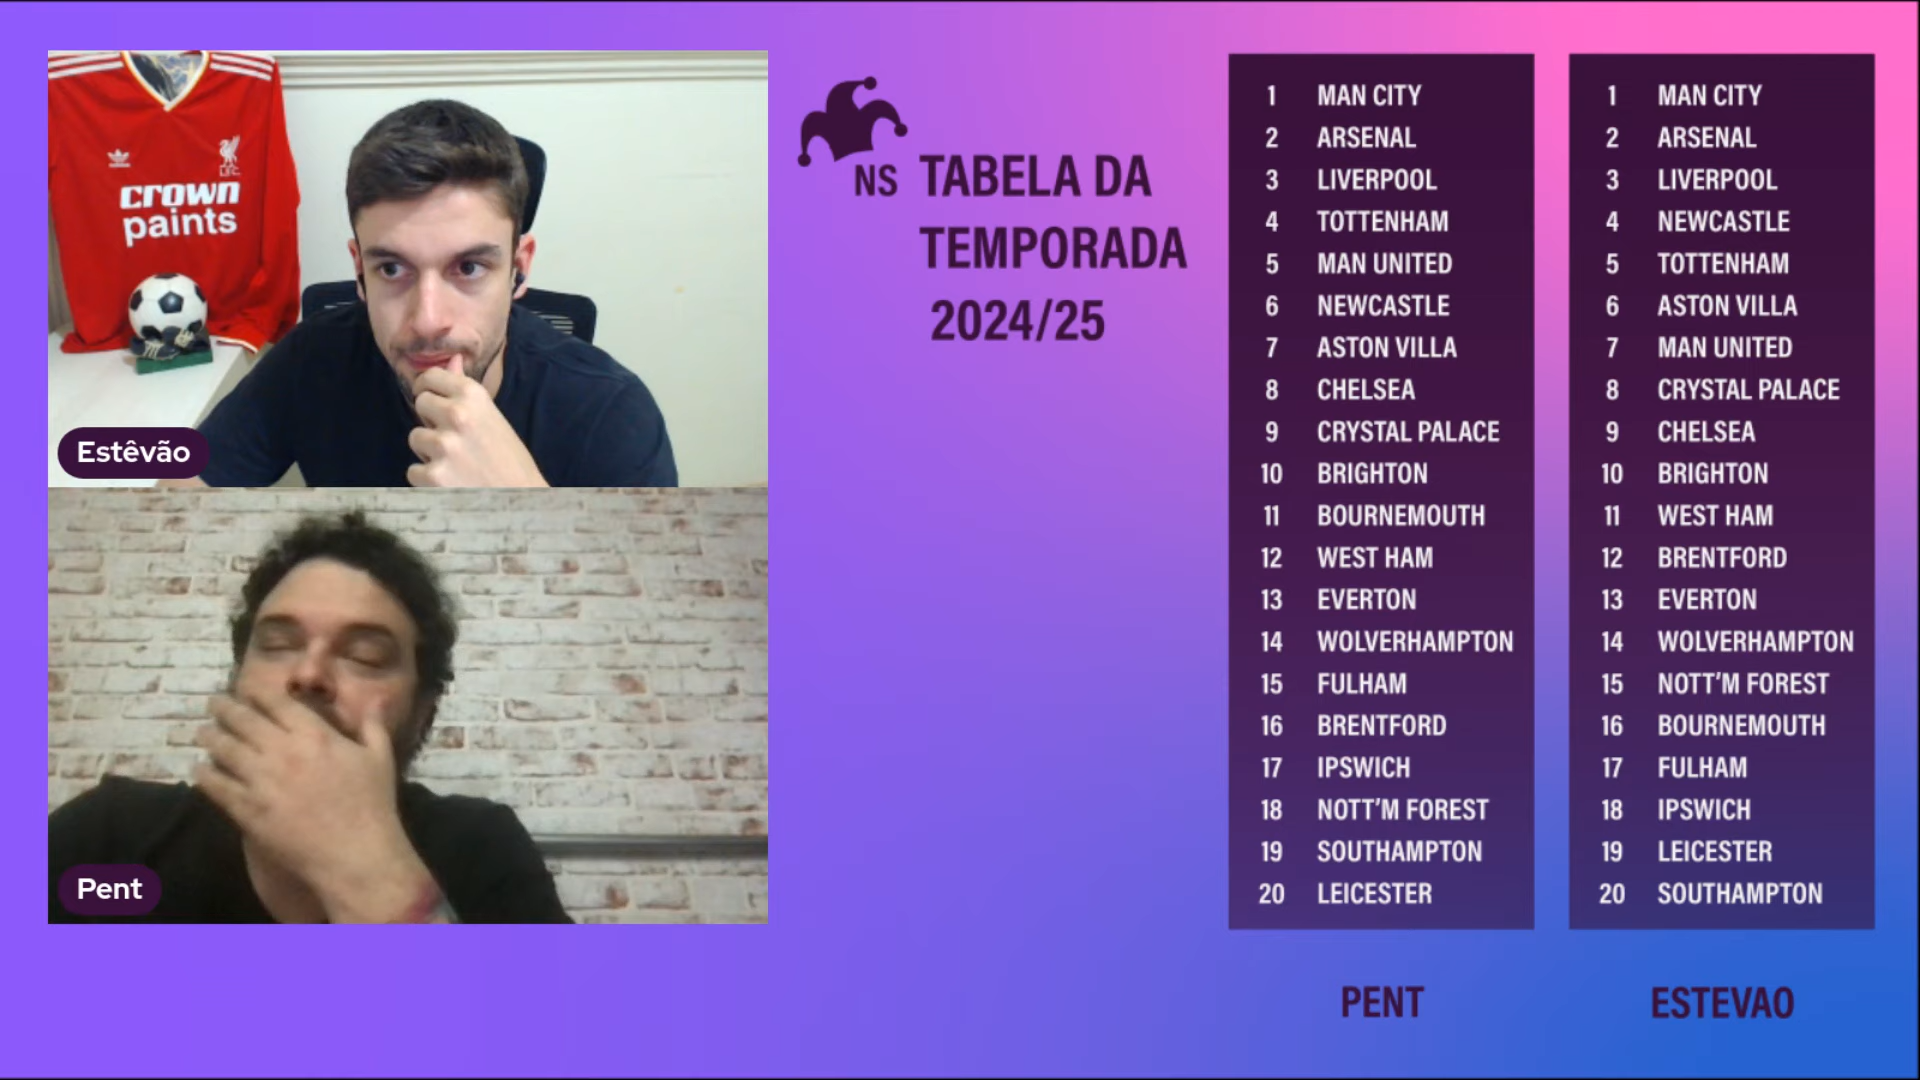 crown
paints
L.F.C.
Estêvão
Pent
NS TABELA DA
TEMPORADA
2024/25
1 MAN CITY
2 ARSENAL
3 LIVERPOOL
4 TOTTENHAM
5 MAN UNITED
6 NEWCASTLE
7 ASTON VILLA
8 CHELSEA
9 CRYSTAL PALACE
10 BRIGHTON
11 BOURNEMOUTH
12 WEST HAM
13 EVERTON
14 WOLVERHAMPTON
15 FULHAM
16 BRENTFORD
17 IPSWICH
18 NOTT'M FOREST
19 SOUTHAMPTON
20 LEICESTER
PENT
1 MAN CITY
2 ARSENAL
3 LIVERPOOL
4 NEWCASTLE
5 TOTTENHAM
6 ASTON VILLA
7 MAN UNITED
8 CRYSTAL PALACE
9 CHELSEA
10 BRIGHTON
11 WEST HAM
12 BRENTFORD
13 EVERTON
14 WOLVERHAMPTON
15 NOTT'M FOREST
16 BOURNEMOUTH
17 FULHAM
18 IPSWICH
19 LEICESTER
20 SOUTHAMPTON
ESTEVAO